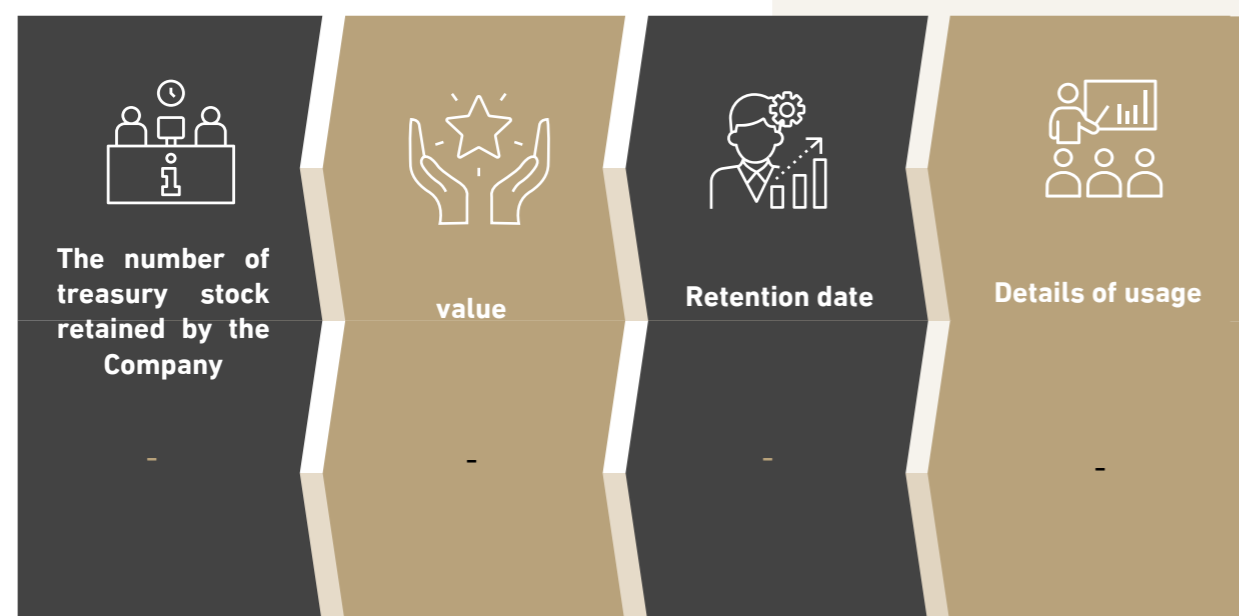 The number of
treasury stock
retained by the
Company
value
Retention date
Details of usage
-
-
-
-